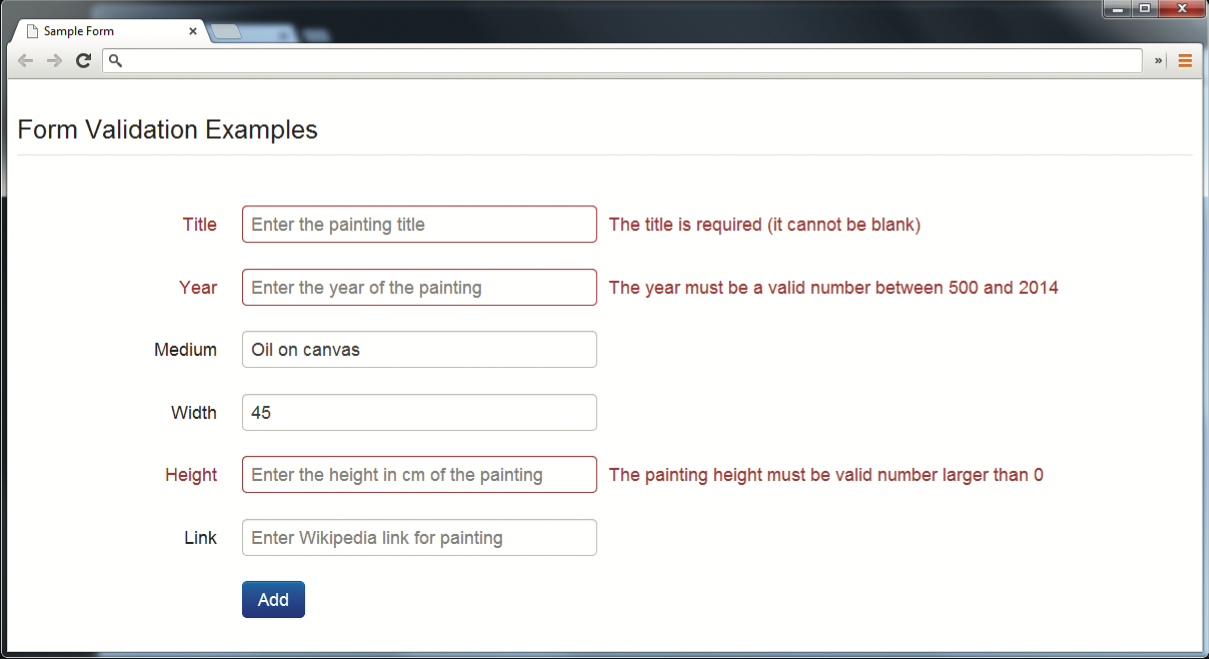 Sample Form
Form Validation Examples
Title Enter the painting title The title is required (it cannot be blank)
Year Enter the year of the painting The year must be a valid number between 500 and 2014
Medium Oil on canvas
Width 45
Height Enter the height in cm of the painting The painting height must be valid number larger than 0
Link Enter Wikipedia link for painting
Add